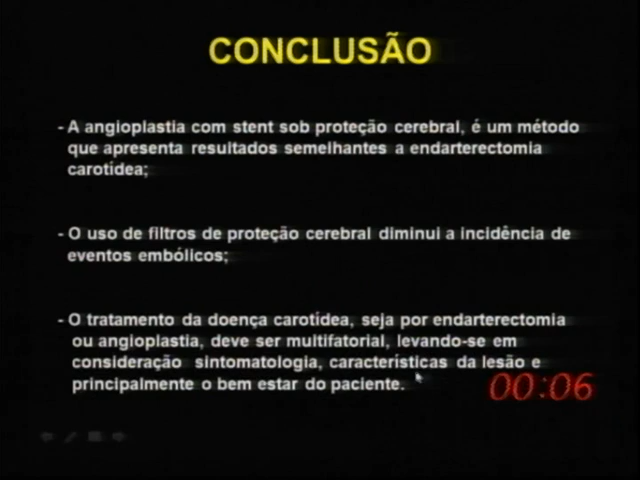 CONCLUSÃO
- A angioplastia com stent sob proteção cerebral, é um método
que apresenta resultados semelhantes a endarterectomia
carotídea;
- O uso de filtros de proteção cerebral diminui a incidência de
eventos embólicos;
- O tratamento da doença carotídea, seja por endarterectomia
ou angioplastia, deve ser multifatorial, levando-se em
consideração sintomatologia, características da lesão e
principalmente o bem estar do paciente.
00:06